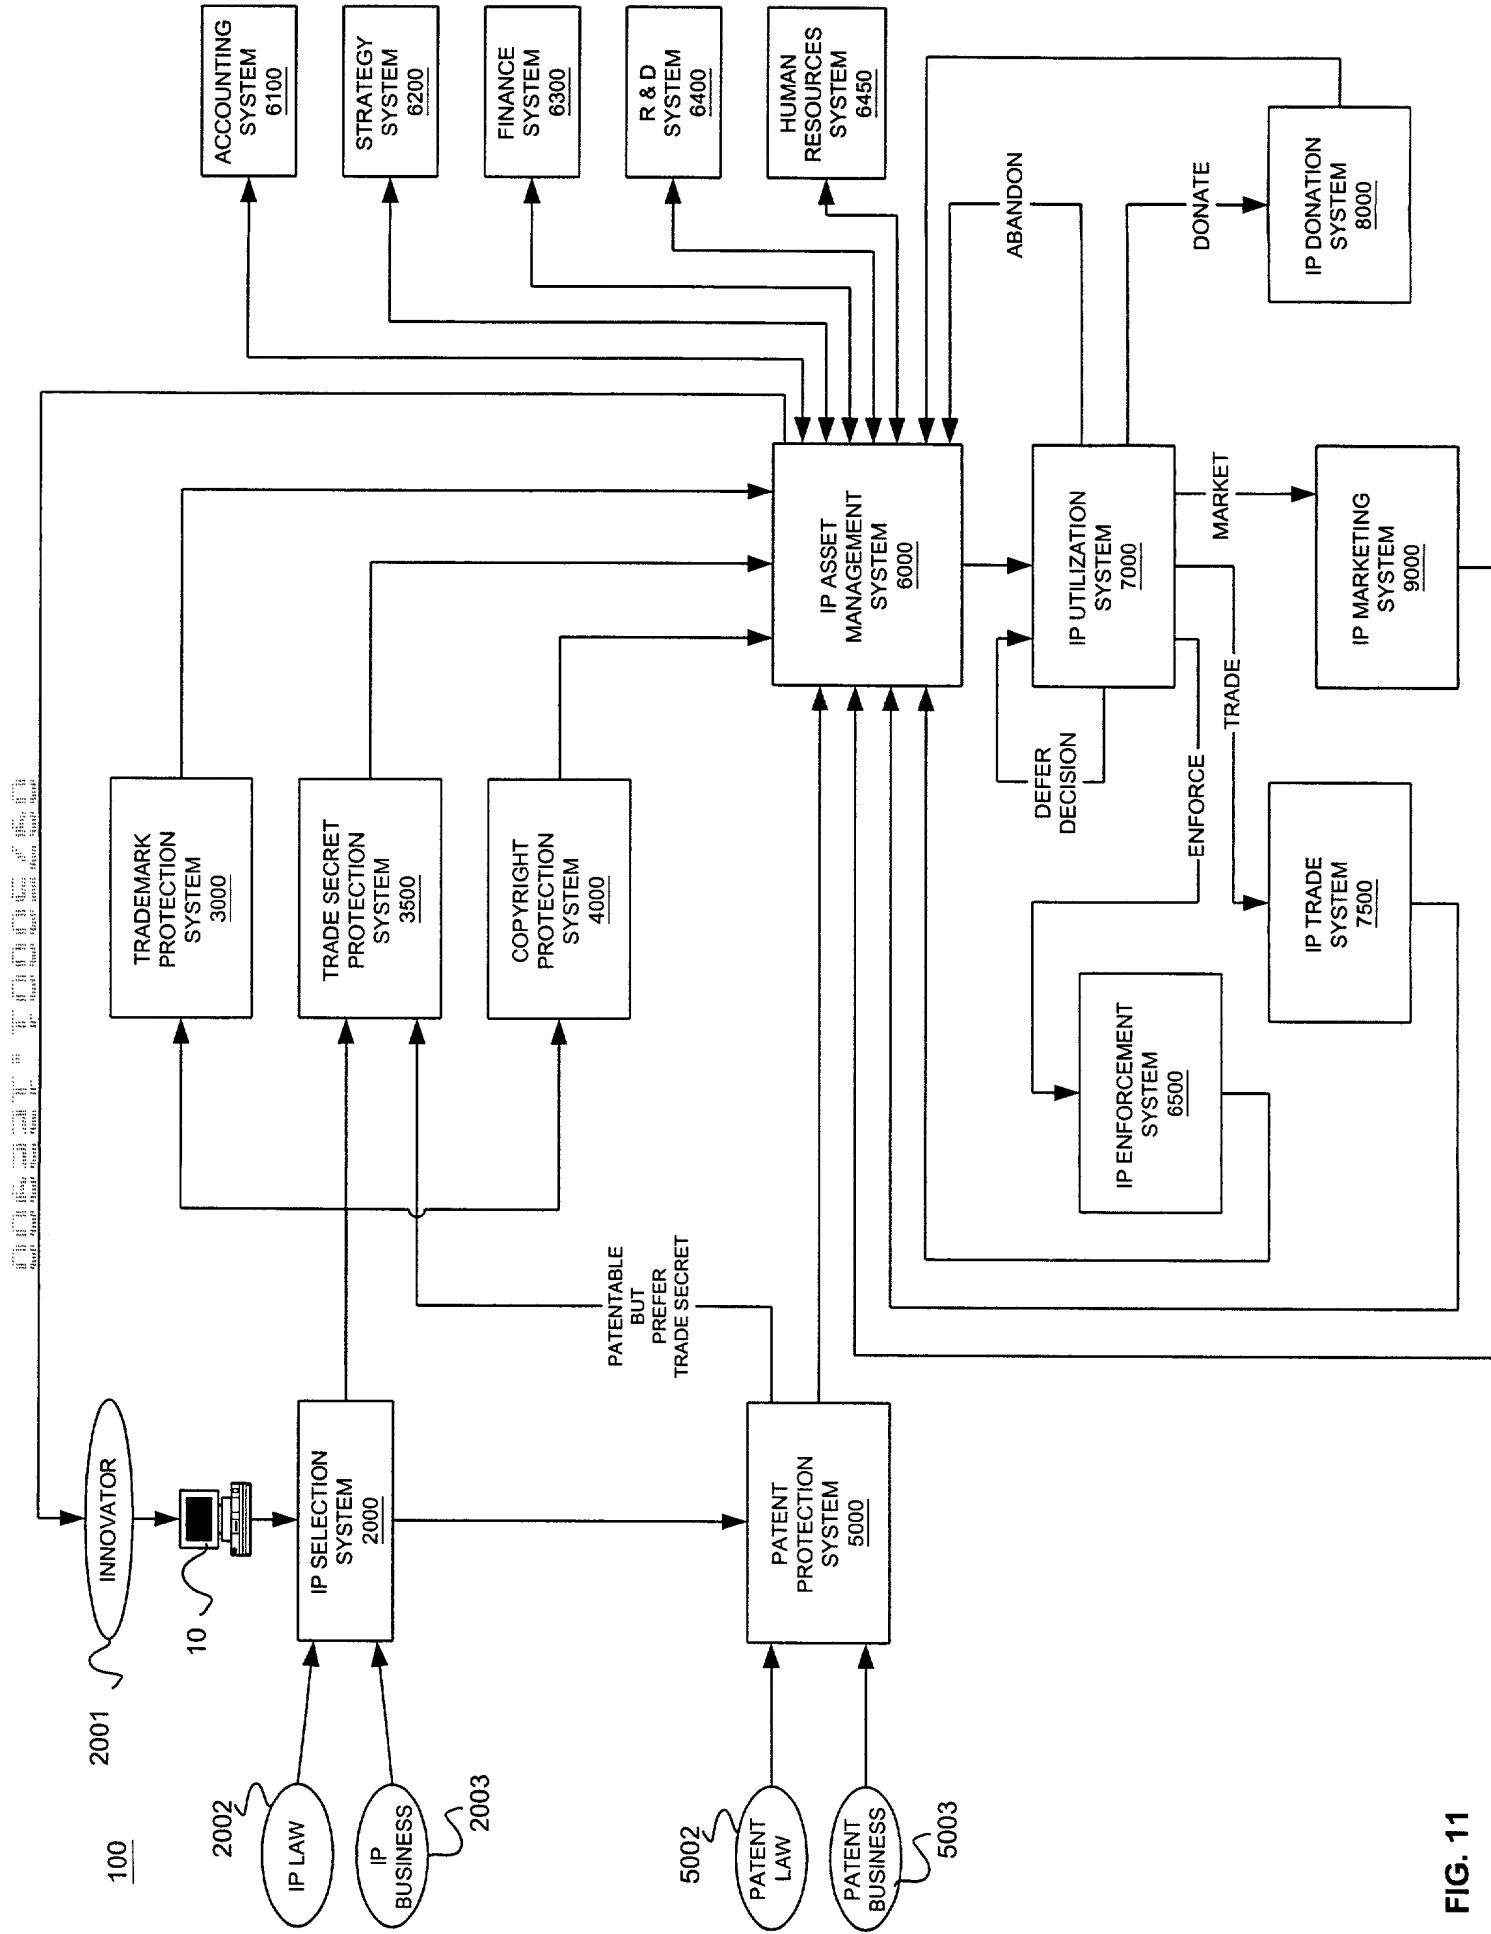 100
2001
INNOVATOR
10
2002
IP LAW
IP
BUSINESS
2003
IP SELECTION
SYSTEM
2000
5002
PATENT
LAW
PATENT
BUSINESS
5003
PATENT
PROTECTION
SYSTEM
5000
PATENTABLE
BUT
PREFER
TRADE SECRET
TRADEMARK
PROTECTION
SYSTEM
3000
TRADE SECRET
PROTECTION
SYSTEM
3500
COPYRIGHT
PROTECTION
SYSTEM
4000
IP ASSET
MANAGEMENT
SYSTEM
6000
ACCOUNTING
SYSTEM
6100
STRATEGY
SYSTEM
6200
FINANCE
SYSTEM
6300
R & D
SYSTEM
6400
HUMAN
RESOURCES
SYSTEM
6450
IP UTILIZATION
SYSTEM
7000
DEFER
DECISION
ABANDON
DONATE
MARKET
TRADE
ENFORCE
IP ENFORCEMENT
SYSTEM
6500
IP TRADE
SYSTEM
7500
IP MARKETING
SYSTEM
9000
IP DONATION
SYSTEM
8000
FIG. 11